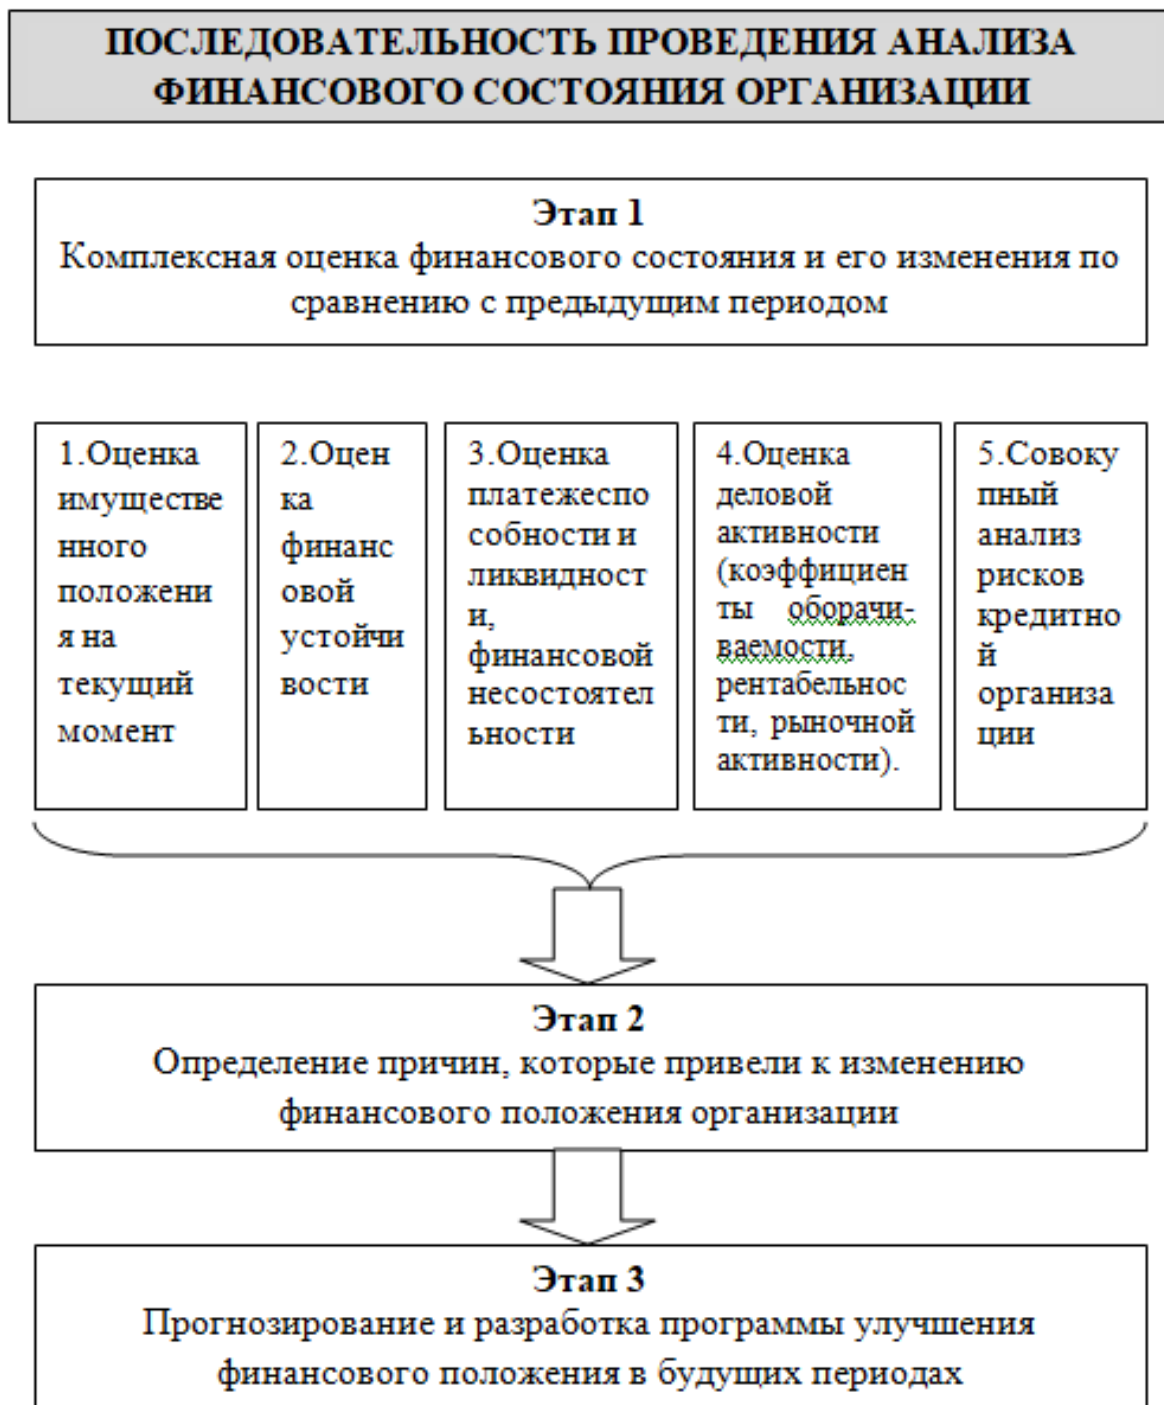 ПОСЛЕДОВАТЕЛЬНОСТЬ ПРОВЕДЕНИЯ АНАЛИЗА
ФИНАНСОВОГО СОСТОЯНИЯ ОРГАНИЗАЦИИ
Этап 1
Комплексная оценка финансового состояния и его изменения по
сравнению с предыдущим периодом
1.Оценка
имуществе
нного
положени
я на
текущий
момент
2.Оцен
ка
финанс
овой
устойчи
вости
3.Оценка
платежеспо
собности и
ликвидност
и,
финансовой
несостоятел
ьности
4.Оценка
деловой
активности
(коэффициен
ты оборачи-
ваемости,
рентабельнос
ти, рыночной
активности).
5.Совоку
пный
анализ
рисков
кредитно
й
организа
ции
Этап 2
Определение причин, которые привели к изменению
финансового положения организации
Этап 3
Прогнозирование и разработка программы улучшения
финансового положения в будущих периодах